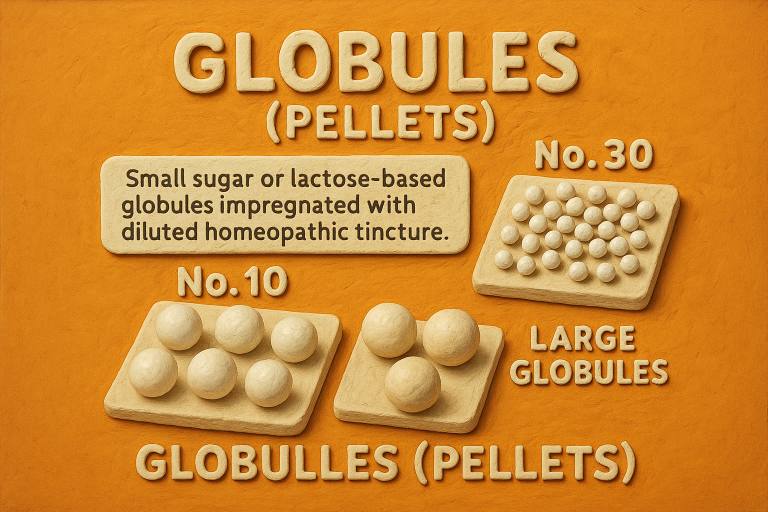 GLOBULES
(PELLETS)
No. 30
Small sugar or lactose-based
globules impregnated with
diluted homeopathic tincture.
No. 10
LARGE
GLOBULES
GLOBULLES (PELLETS)